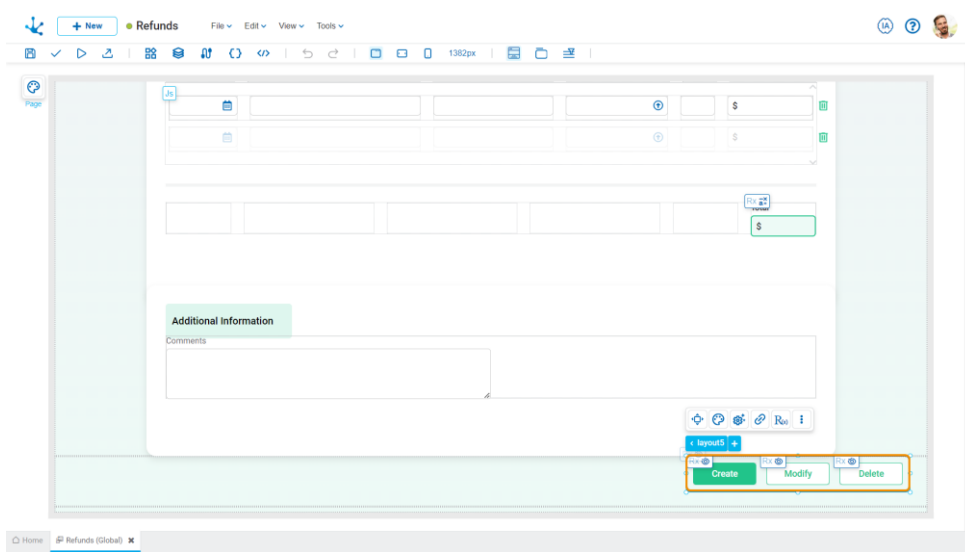 + New
Refunds
File
Edit
View
Tools
IA
?
1382px
Page
Js
$
$
Rx
Total
$
Additional Information
Comments
R(x)
< layout5 +
Rx
Rx
Rx
Create
Modify
Delete
Home
Refunds (Global)